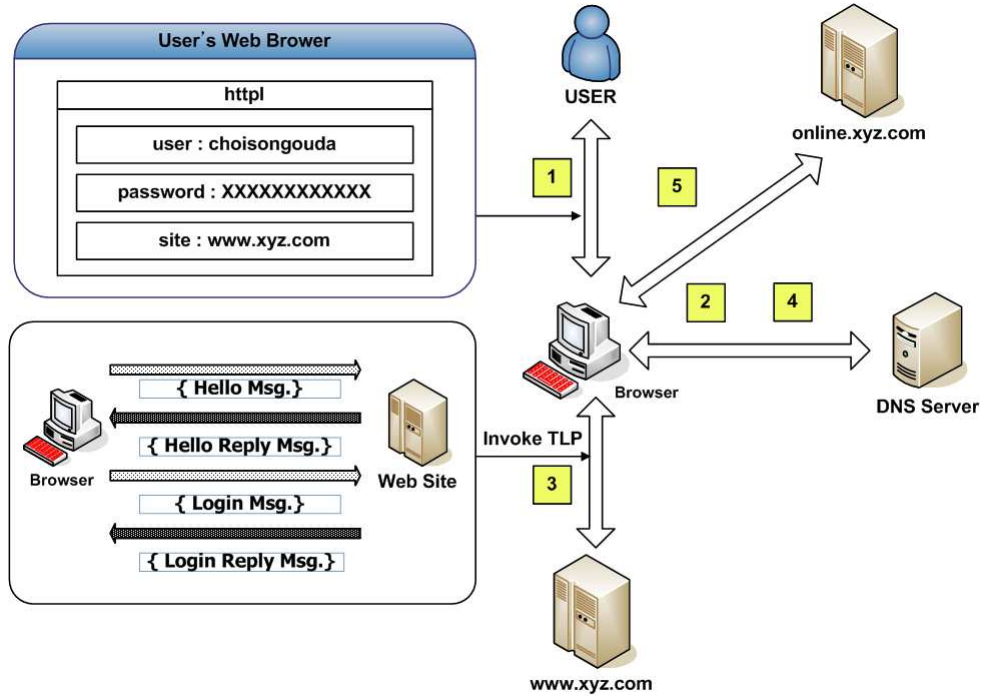 User's Web Brower
httpl
user : choisongouda
password : XXXXXXXXXXXX
site : www.xyz.com
USER
online.xyz.com
1
5
2
4
Browser
DNS Server
{ Hello Msg.}
{ Hello Reply Msg.}
{ Login Msg.}
{ Login Reply Msg.}
Browser
Web Site
Invoke TLP
3
www.xyz.com